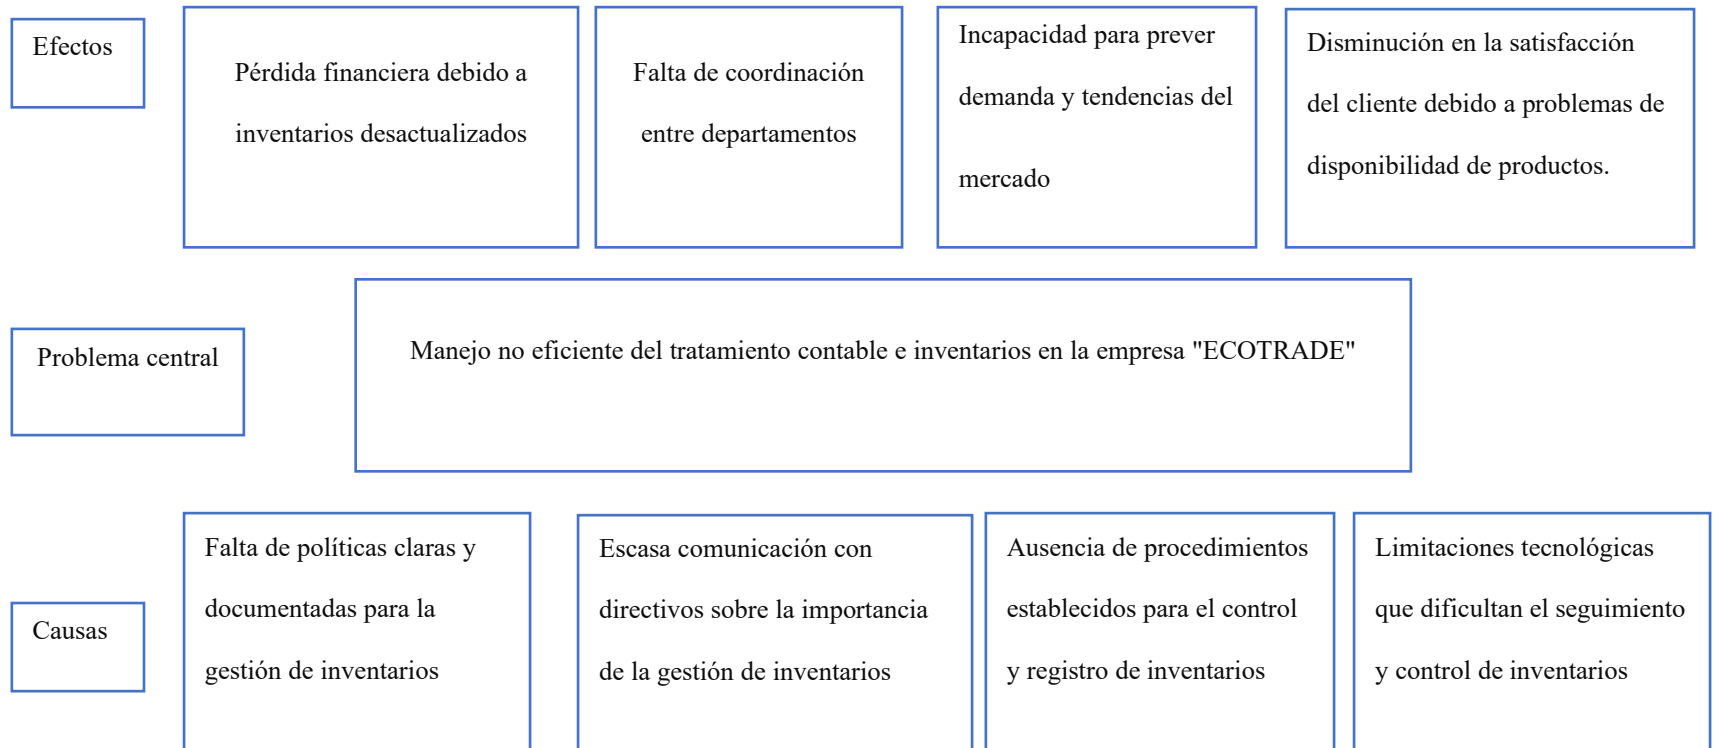 Efectos
Pérdida financiera debido a
inventarios desactualizados
Falta de coordinación
entre departamentos
Incapacidad para prever
demanda y tendencias del
mercado
Disminución en la satisfacción
del cliente debido a problemas de
disponibilidad de productos.
Problema central
Manejo no eficiente del tratamiento contable e inventarios en la empresa "ECOTRADE"
Causas
Falta de políticas claras y
documentadas para la
gestión de inventarios
Escasa comunicación con
directivos sobre la importancia
de la gestión de inventarios
Ausencia de procedimientos
establecidos para el control
y registro de inventarios
Limitaciones tecnológicas
que dificultan el seguimiento
y control de inventarios